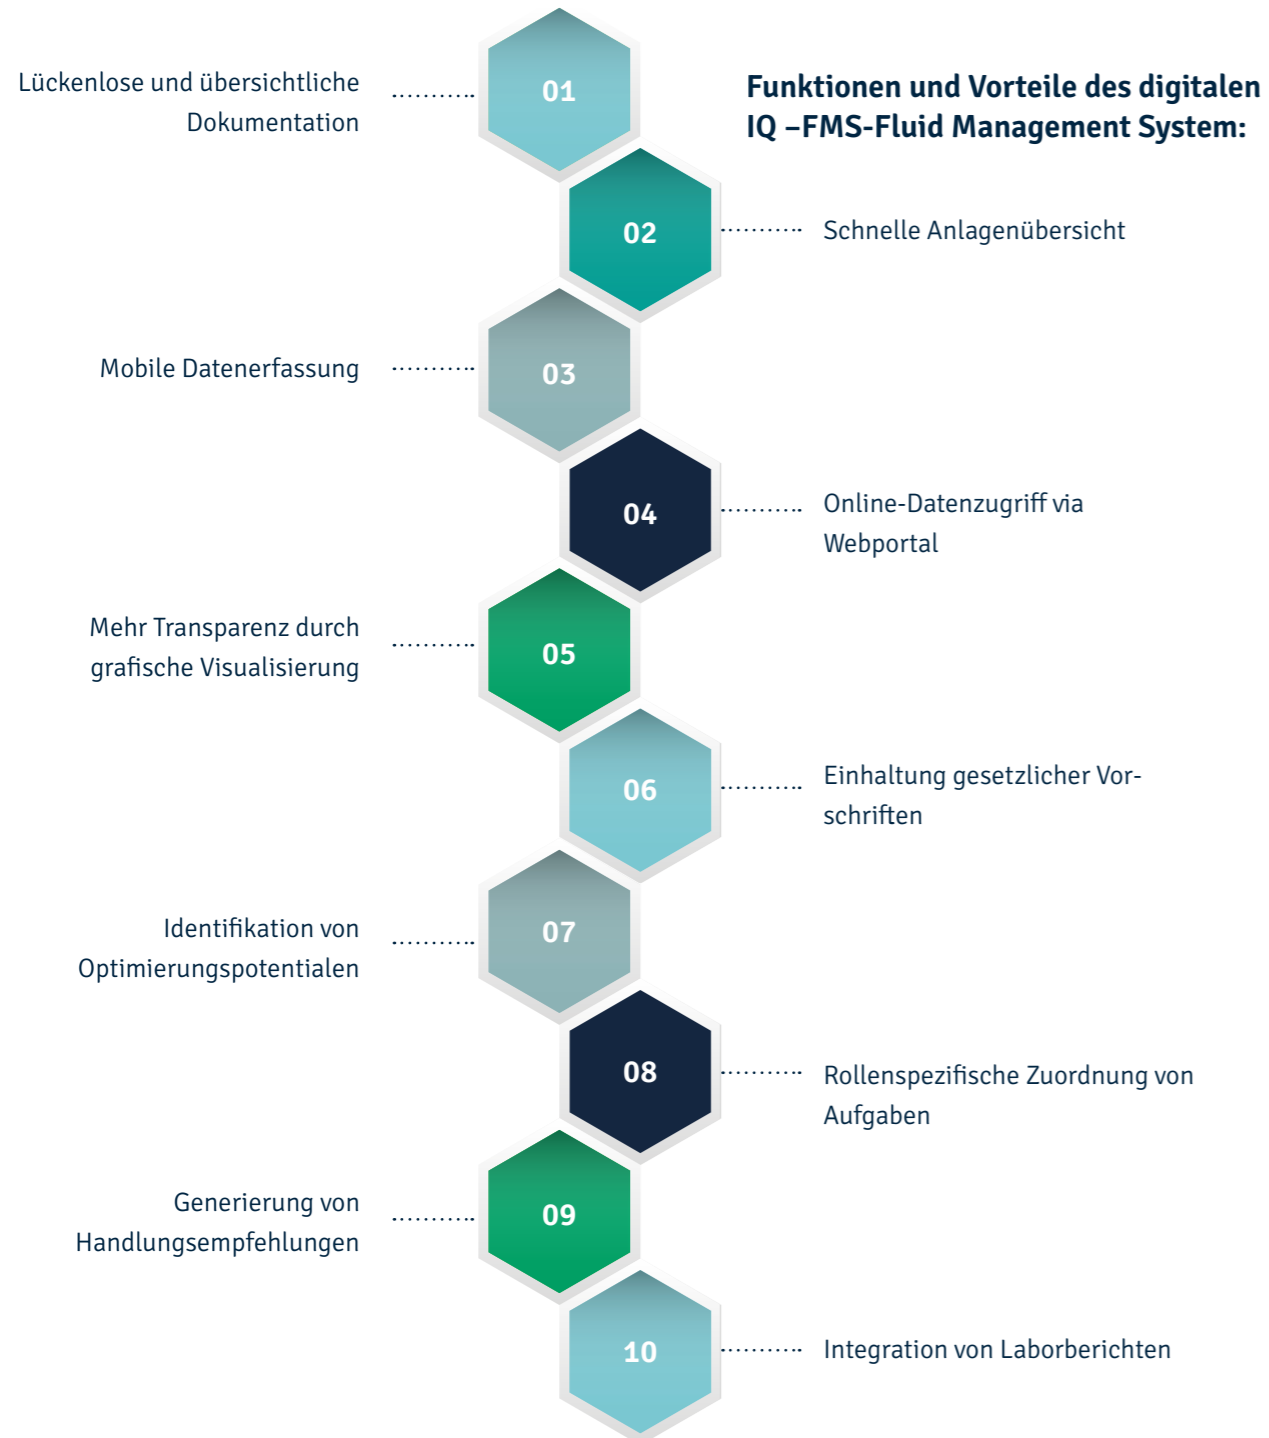 Funktionen und Vorteile des digitalen
IQ –FMS-Fluid Management System:
01
Lückenlose und übersichtliche
Dokumentation
02
Schnelle Anlagenübersicht
03
Mobile Datenerfassung
04
Online-Datenzugriff via
Webportal
05
Mehr Transparenz durch
grafische Visualisierung
06
Einhaltung gesetzlicher Vor-
schriften
07
Identifikation von
Optimierungspotentialen
08
Rollenspezifische Zuordnung von
Aufgaben
09
Generierung von
Handlungsempfehlungen
10
Integration von Laborberichten